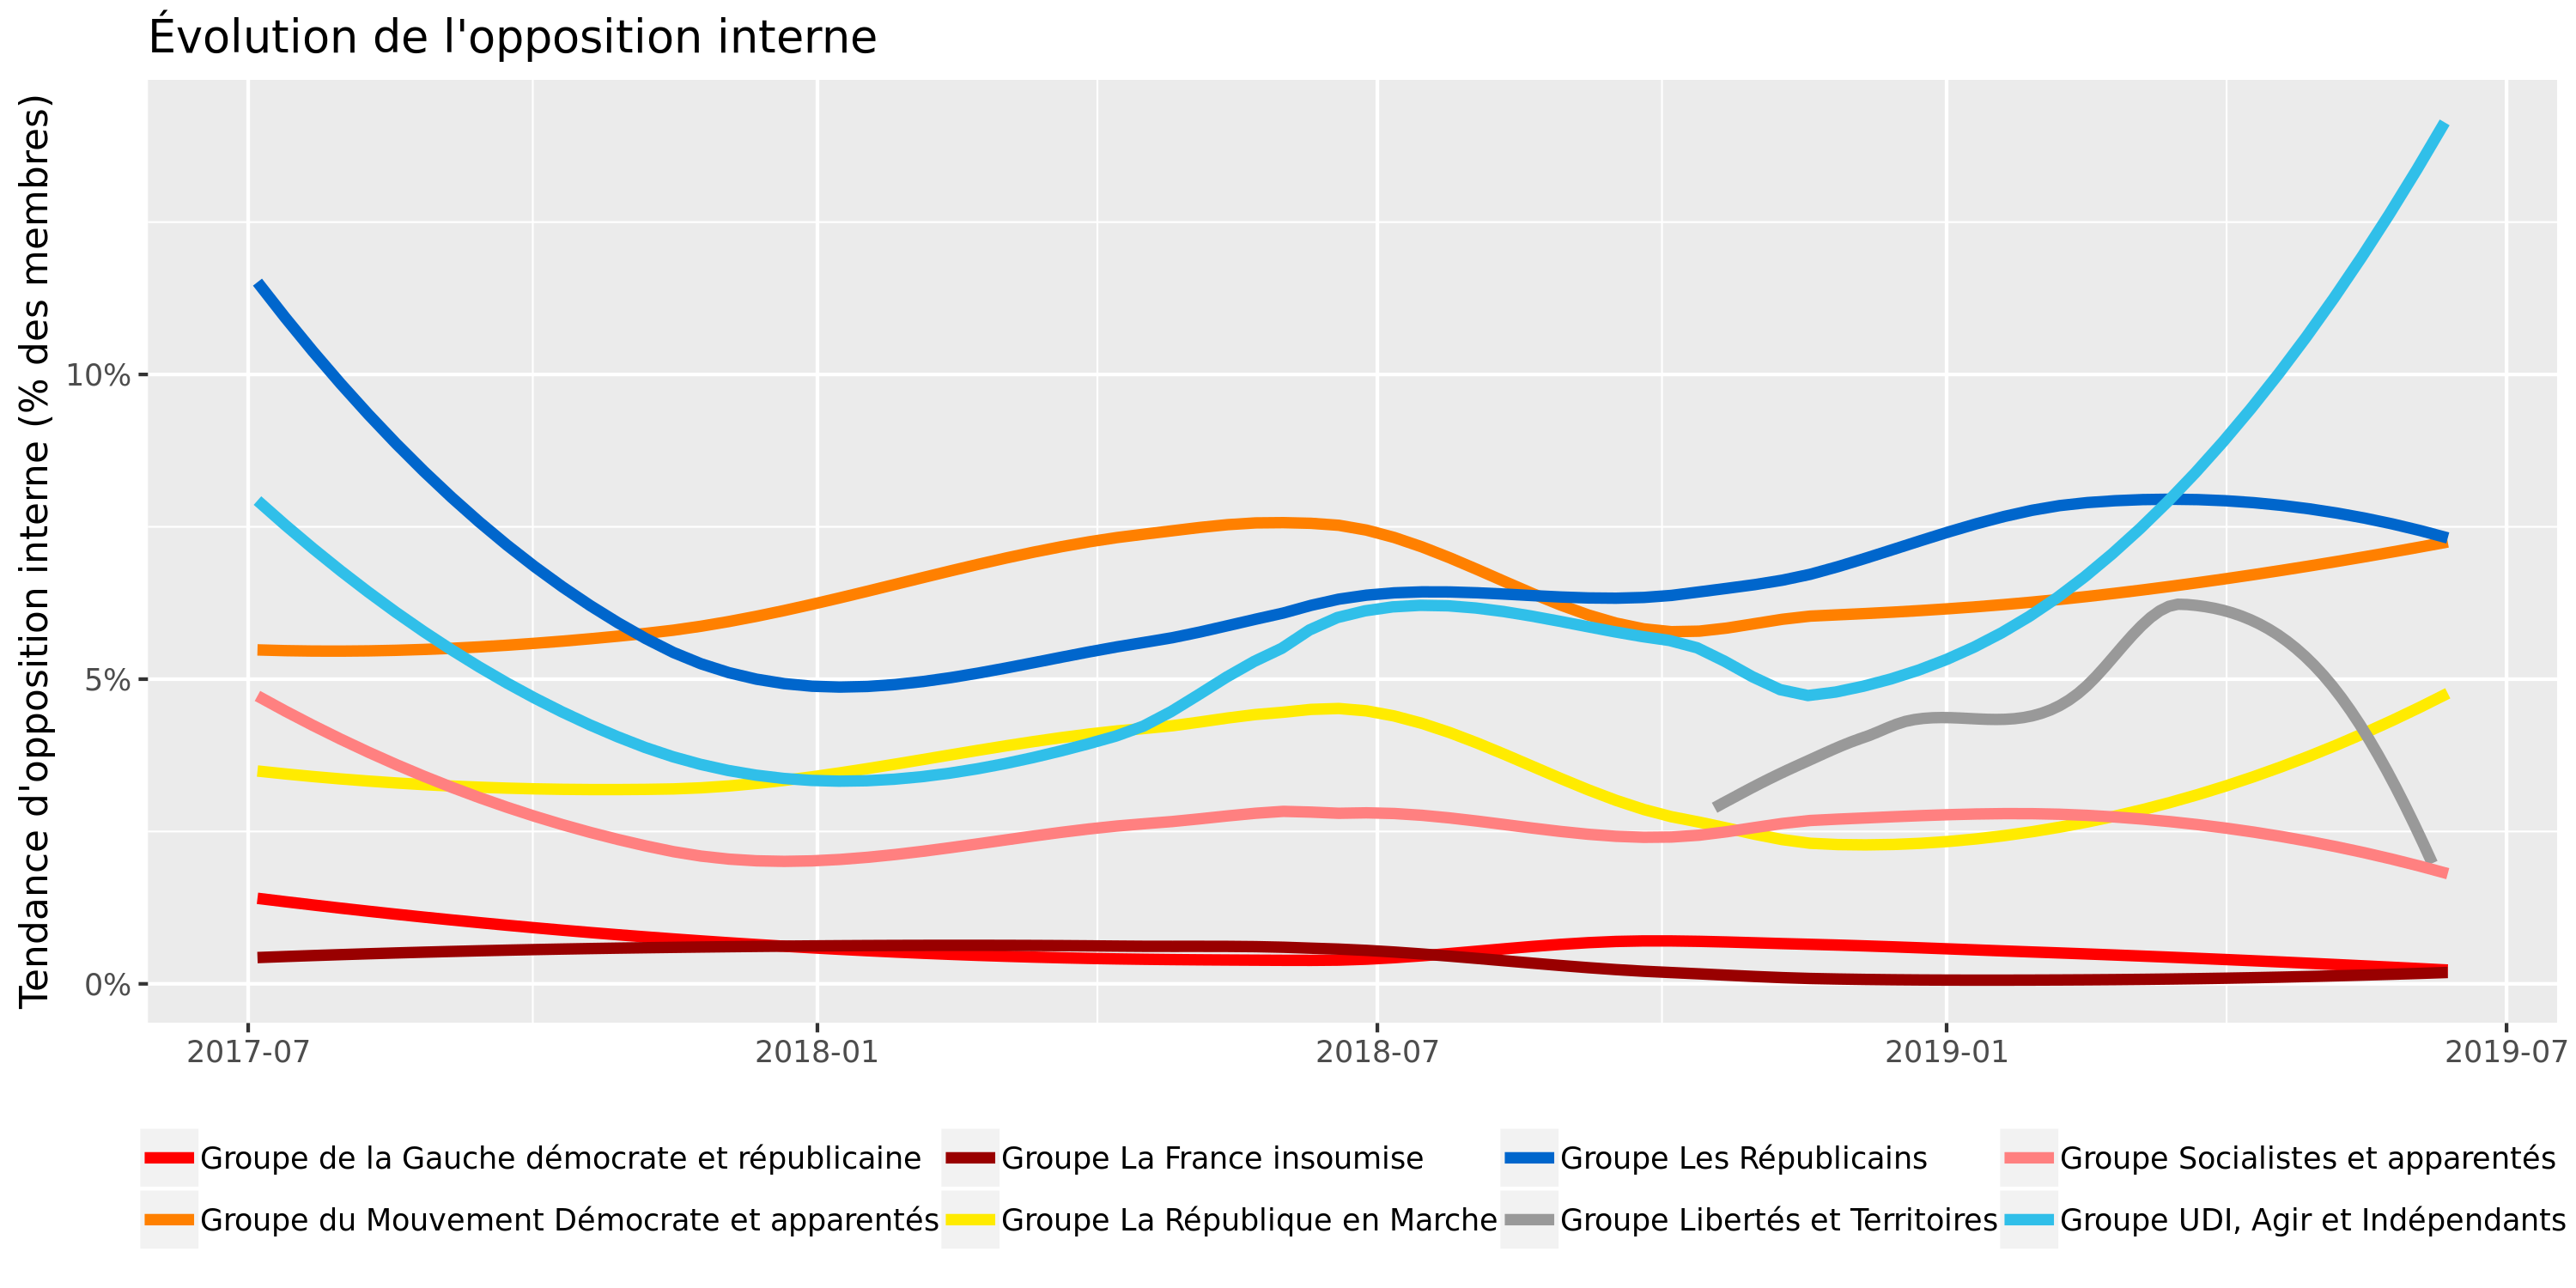 Évolution de l'opposition interne
Tendance d'opposition interne (% des membres)
10%
5%
0%
2017-07 2018-01 2018-07 2019-01 2019-07
Groupe de la Gauche démocrate et républicaine Groupe La France insoumise Groupe Les Républicains Groupe Socialistes et apparentés
Groupe du Mouvement Démocrate et apparentés Groupe La République en Marche Groupe Libertés et Territoires Groupe UDI, Agir et Indépendants